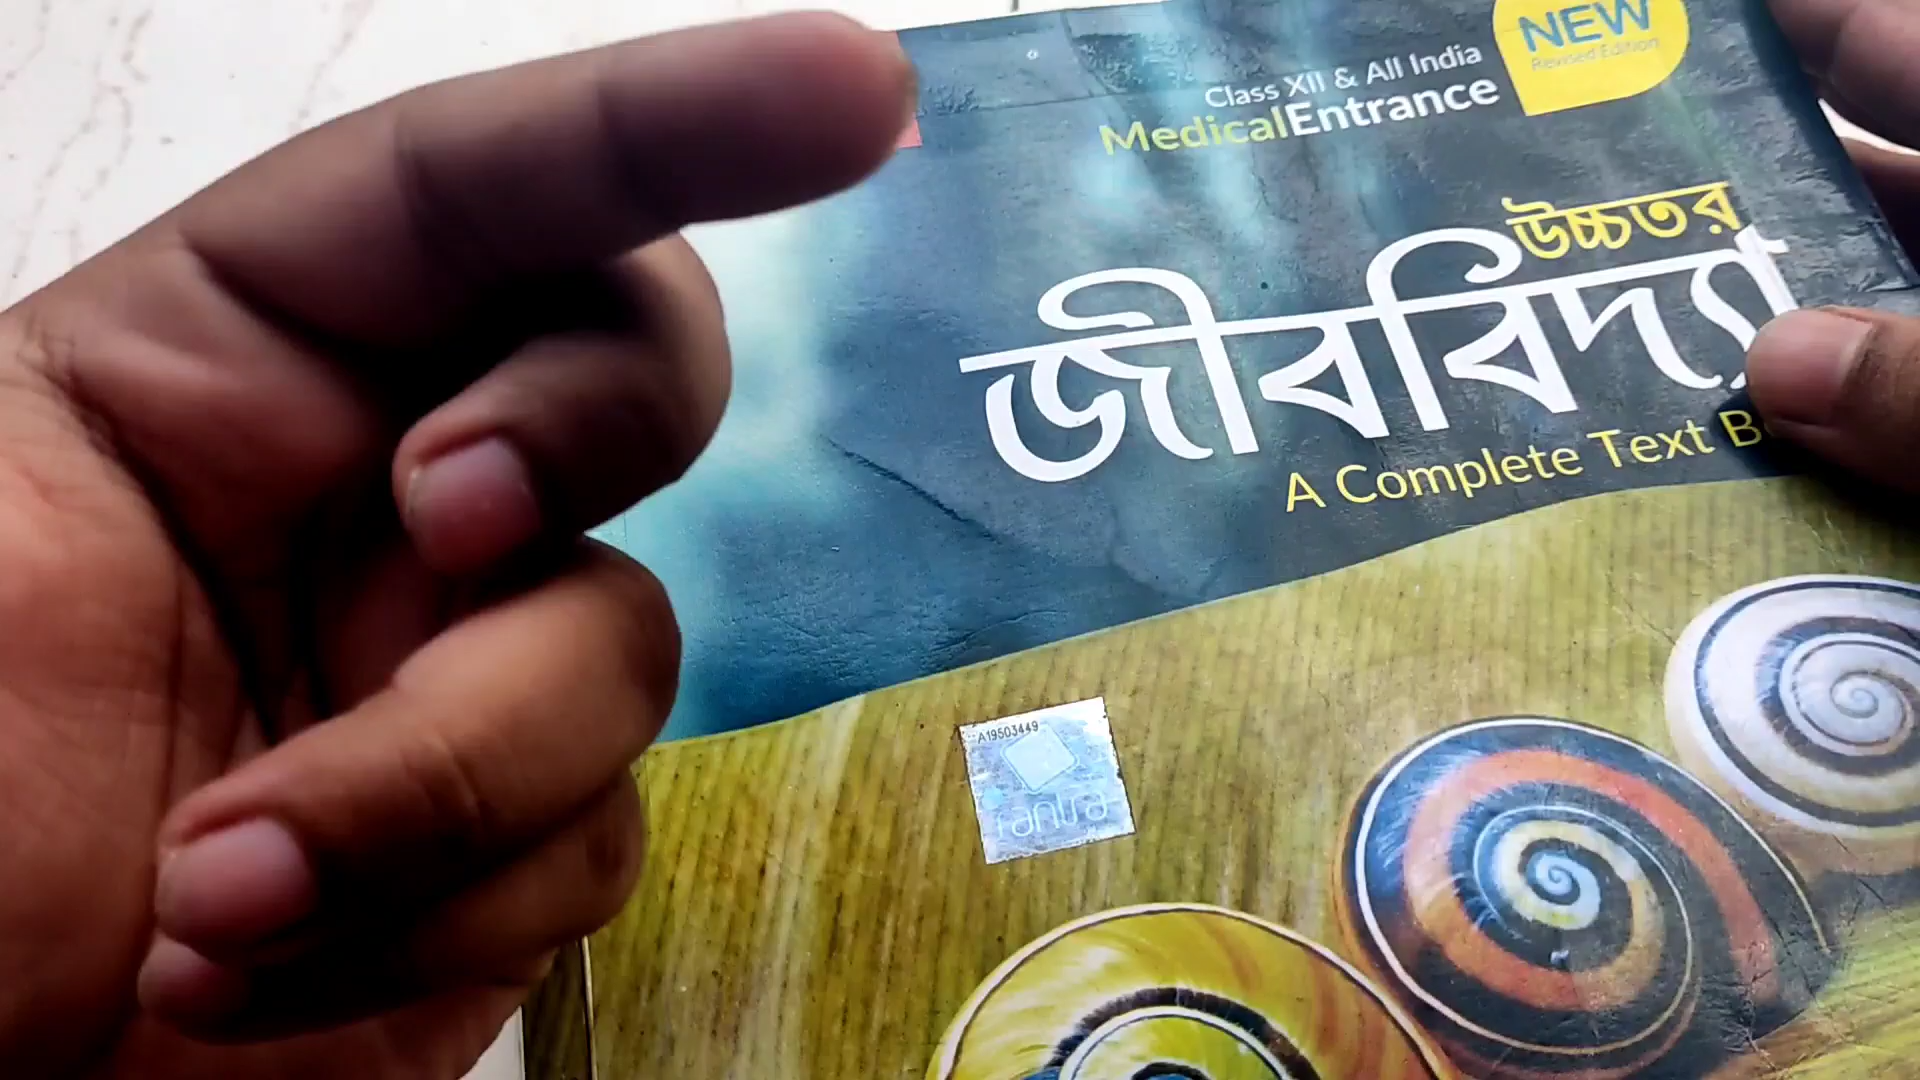 NEW
Revised Edition
Class XII & All India
MedicalEntrance
উচ্চতর
জীববিদ্যা
A Complete Text
A19503449